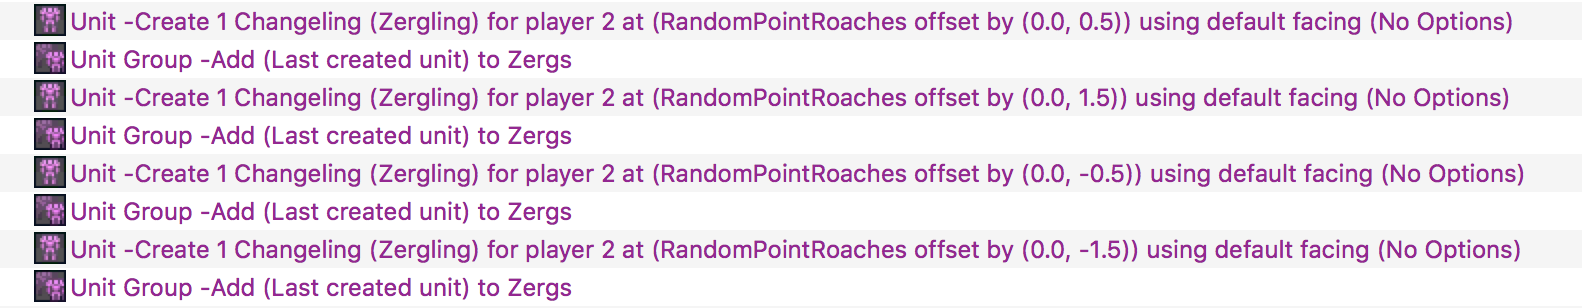 Unit -Create 1 Changeling (Zergling) for player 2 at (RandomPointRoaches offset by (0.0, 0.5)) using default facing (No Options)
Unit Group -Add (Last created unit) to Zergs
Unit -Create 1 Changeling (Zergling) for player 2 at (RandomPointRoaches offset by (0.0, 1.5)) using default facing (No Options)
Unit Group -Add (Last created unit) to Zergs
Unit -Create 1 Changeling (Zergling) for player 2 at (RandomPointRoaches offset by (0.0, -0.5)) using default facing (No Options)
Unit Group -Add (Last created unit) to Zergs
Unit -Create 1 Changeling (Zergling) for player 2 at (RandomPointRoaches offset by (0.0, -1.5)) using default facing (No Options)
Unit Group -Add (Last created unit) to Zergs